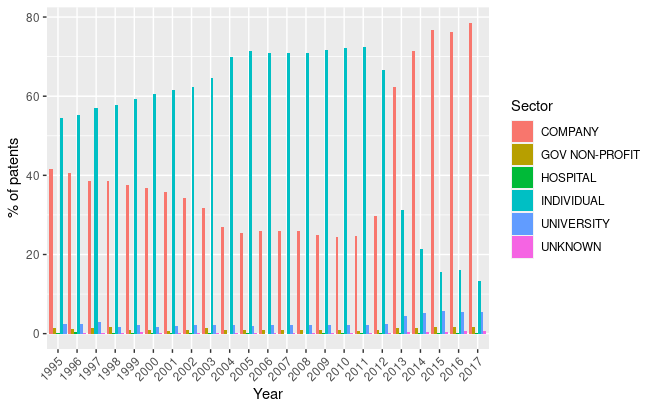 80
60
40
20
0
% of patents
1995 1996 1997 1998 1999 2000 2001 2002 2003 2004 2005 2006 2007 2008 2009 2010 2011 2012 2013 2014 2015 2016 2017
Year
Sector
COMPANY
GOV NON-PROFIT
HOSPITAL
INDIVIDUAL
UNIVERSITY
UNKNOWN